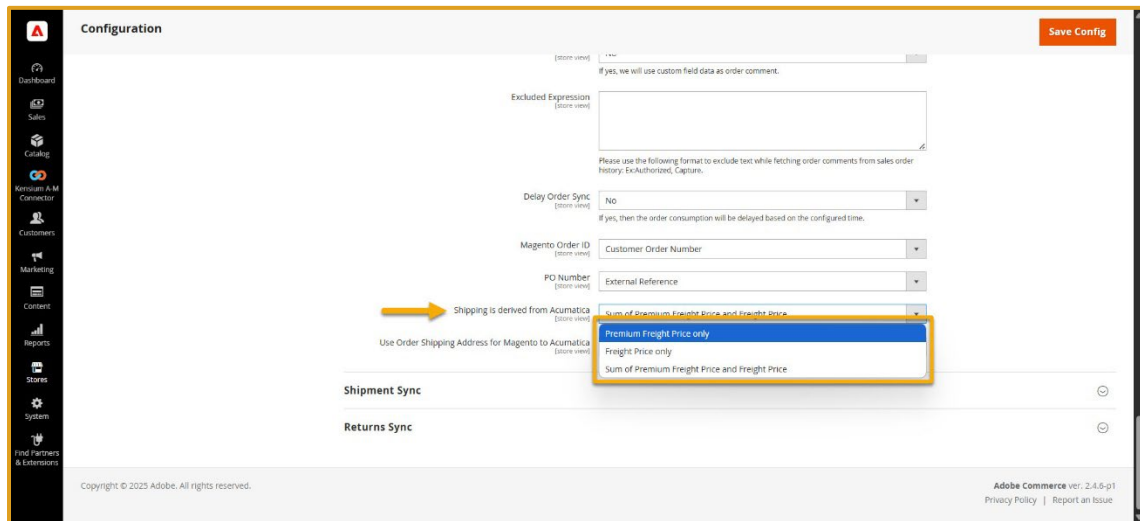 Configuration
Save Config
Dashboard
Sales
Catalog
Kensium A-M
Connector
Customers
Marketing
Content
Reports
Stores
System
Find Partners
& Extensions
[store view]
No
If yes, we will use custom field data as order comment.
Excluded Expression
[store view]
Please use the following format to exclude text while fetching order comments from sales order
history: Ex:Authorized, Capture.
Delay Order Sync
[store view]
No
If yes, then the order consumption will be delayed based on the configured time.
Magento Order ID
[store view]
Customer Order Number
PO Number
[store view]
External Reference
Shipping is derived from Acumatica
[store view]
Sum of Premium Freight Price and Freight Price
Premium Freight Price only
Freight Price only
Sum of Premium Freight Price and Freight Price
Use Order Shipping Address for Magento to Acumatica
[store view]
Shipment Sync
Returns Sync
Copyright © 2025 Adobe. All rights reserved.
Adobe Commerce ver. 2.4.6-p1
Privacy Policy | Report an Issue